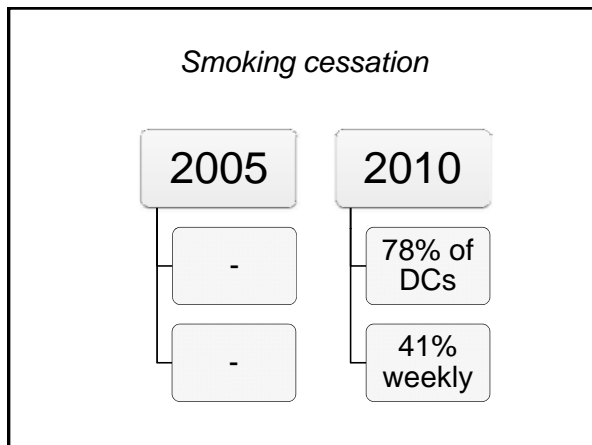 Smoking cessation
2005
-
-
2010
78% of
DCs
41%
weekly